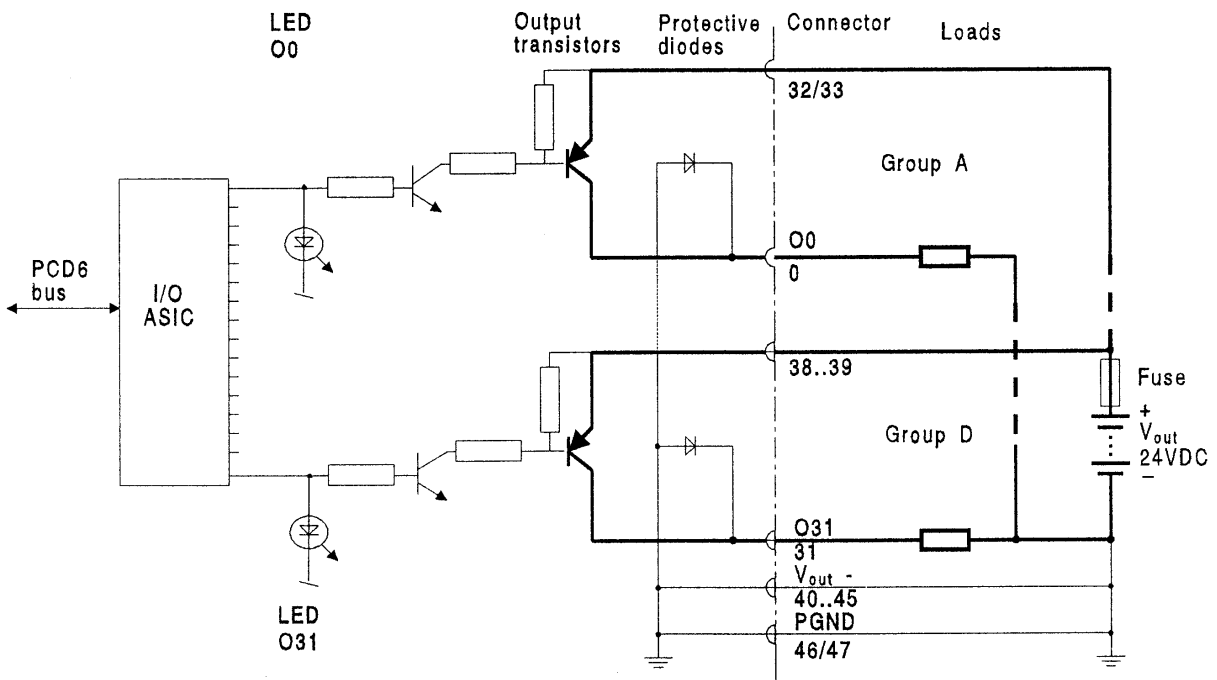 LED
O0
Output
transistors
Protective
diodes
Connector
Loads
32/33
Group A
O0
0
PCD6
bus
I/O
ASIC
38..39
Fuse
+
Vout
24VDC
−
Group D
O31
31
Vout -
40..45
PGND
46/47
LED
O31